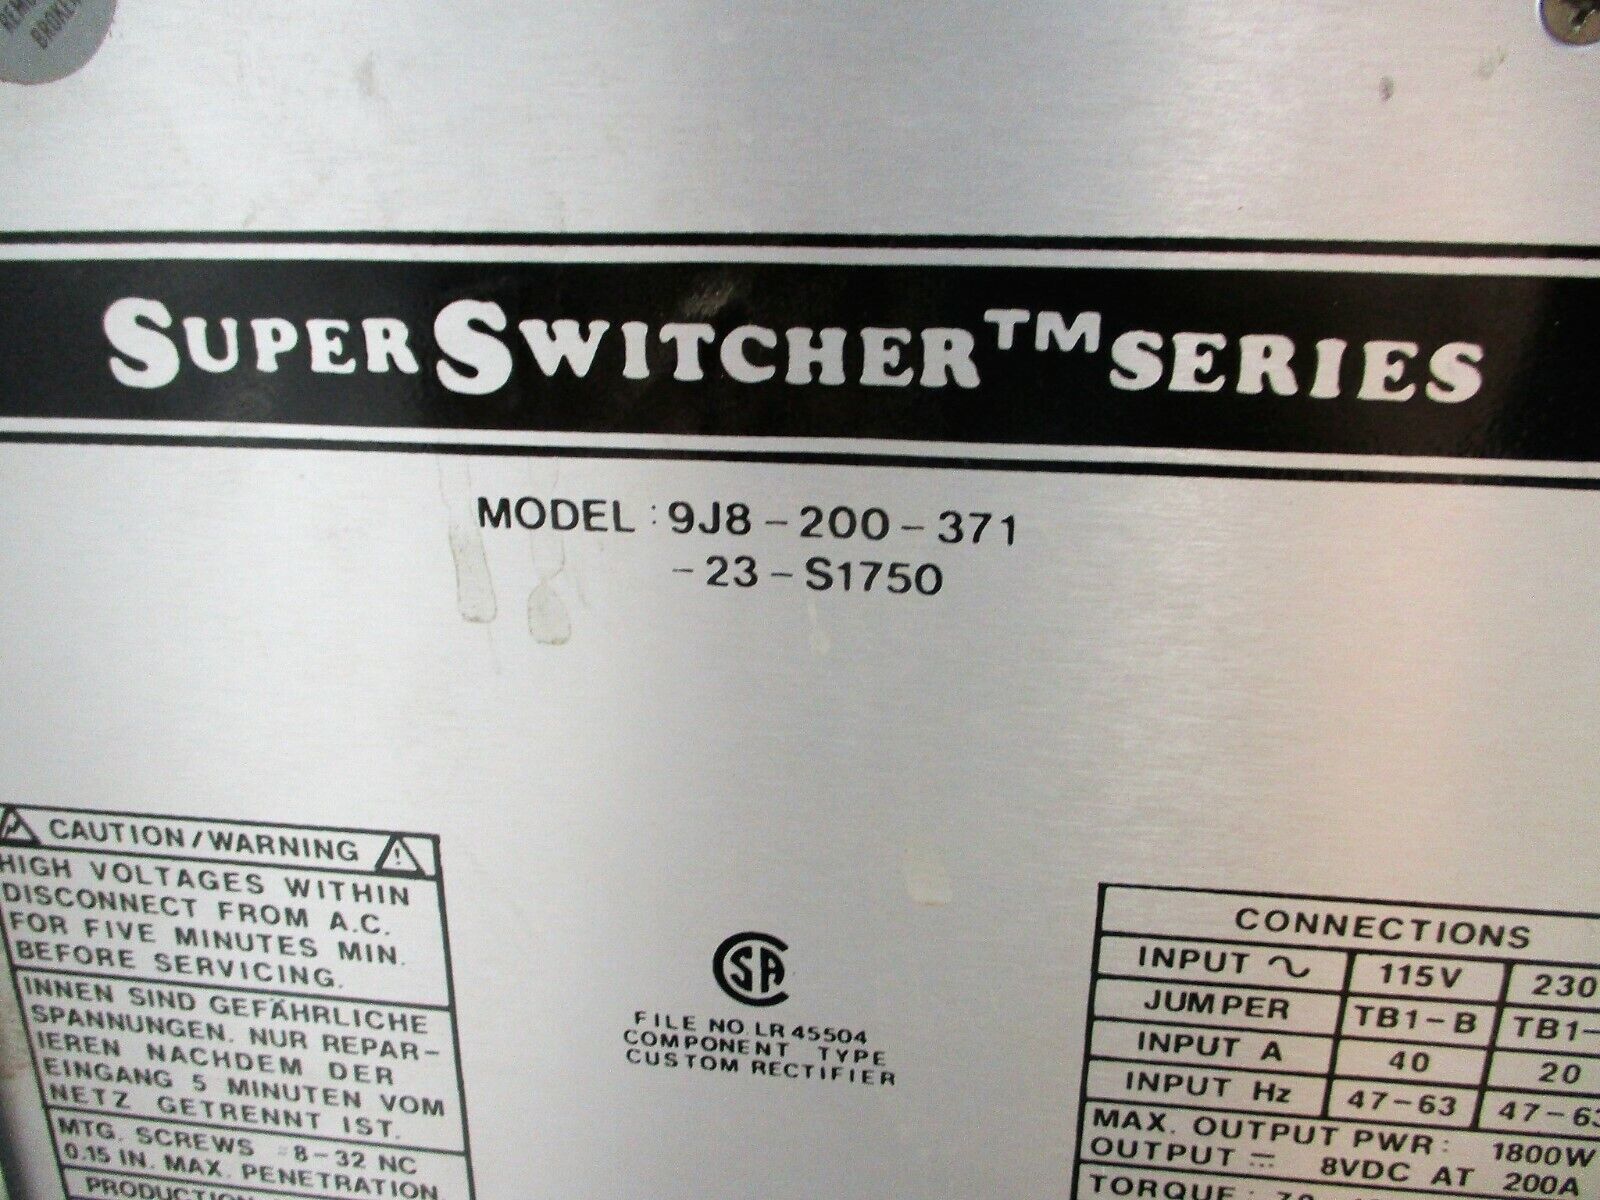 BROKEN
SUPER SWITCHER™ SERIES
MODEL : 9J8-200-371
-23-S1750
CAUTION/WARNING
HIGH VOLTAGES WITHIN
DISCONNECT FROM A.C.
FOR FIVE MINUTES MIN.
BEFORE SERVICING.
INNEN SIND GEFÄHRLICHE
SPANNUNGEN. NUR REPAR-
IEREN NACHDEM DER
EINGANG 5 MINUTEN VOM
NETZ GETRENNT IST.
MTG. SCREWS #8-32 NC
0.15 IN. MAX. PENETRATION
PRODUCTION
SA
FILE NO. LR45504
COMPONENT TYPE
CUSTOM RECTIFIER
CONNECTIONS
INPUT ∿ 115V 230
JUMPER TB1-B TB1-
INPUT A 40 20
INPUT Hz 47-63 47-63
MAX. OUTPUT PWR: 1800W
OUTPUT ⎓ 8VDC AT 200A
TORQUE: